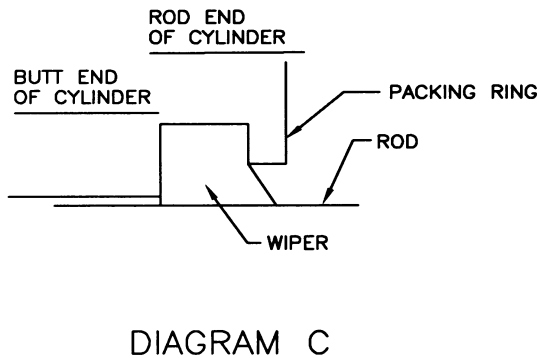 ROD END
OF CYLINDER
BUTT END
OF CYLINDER
PACKING RING
ROD
WIPER
DIAGRAM C